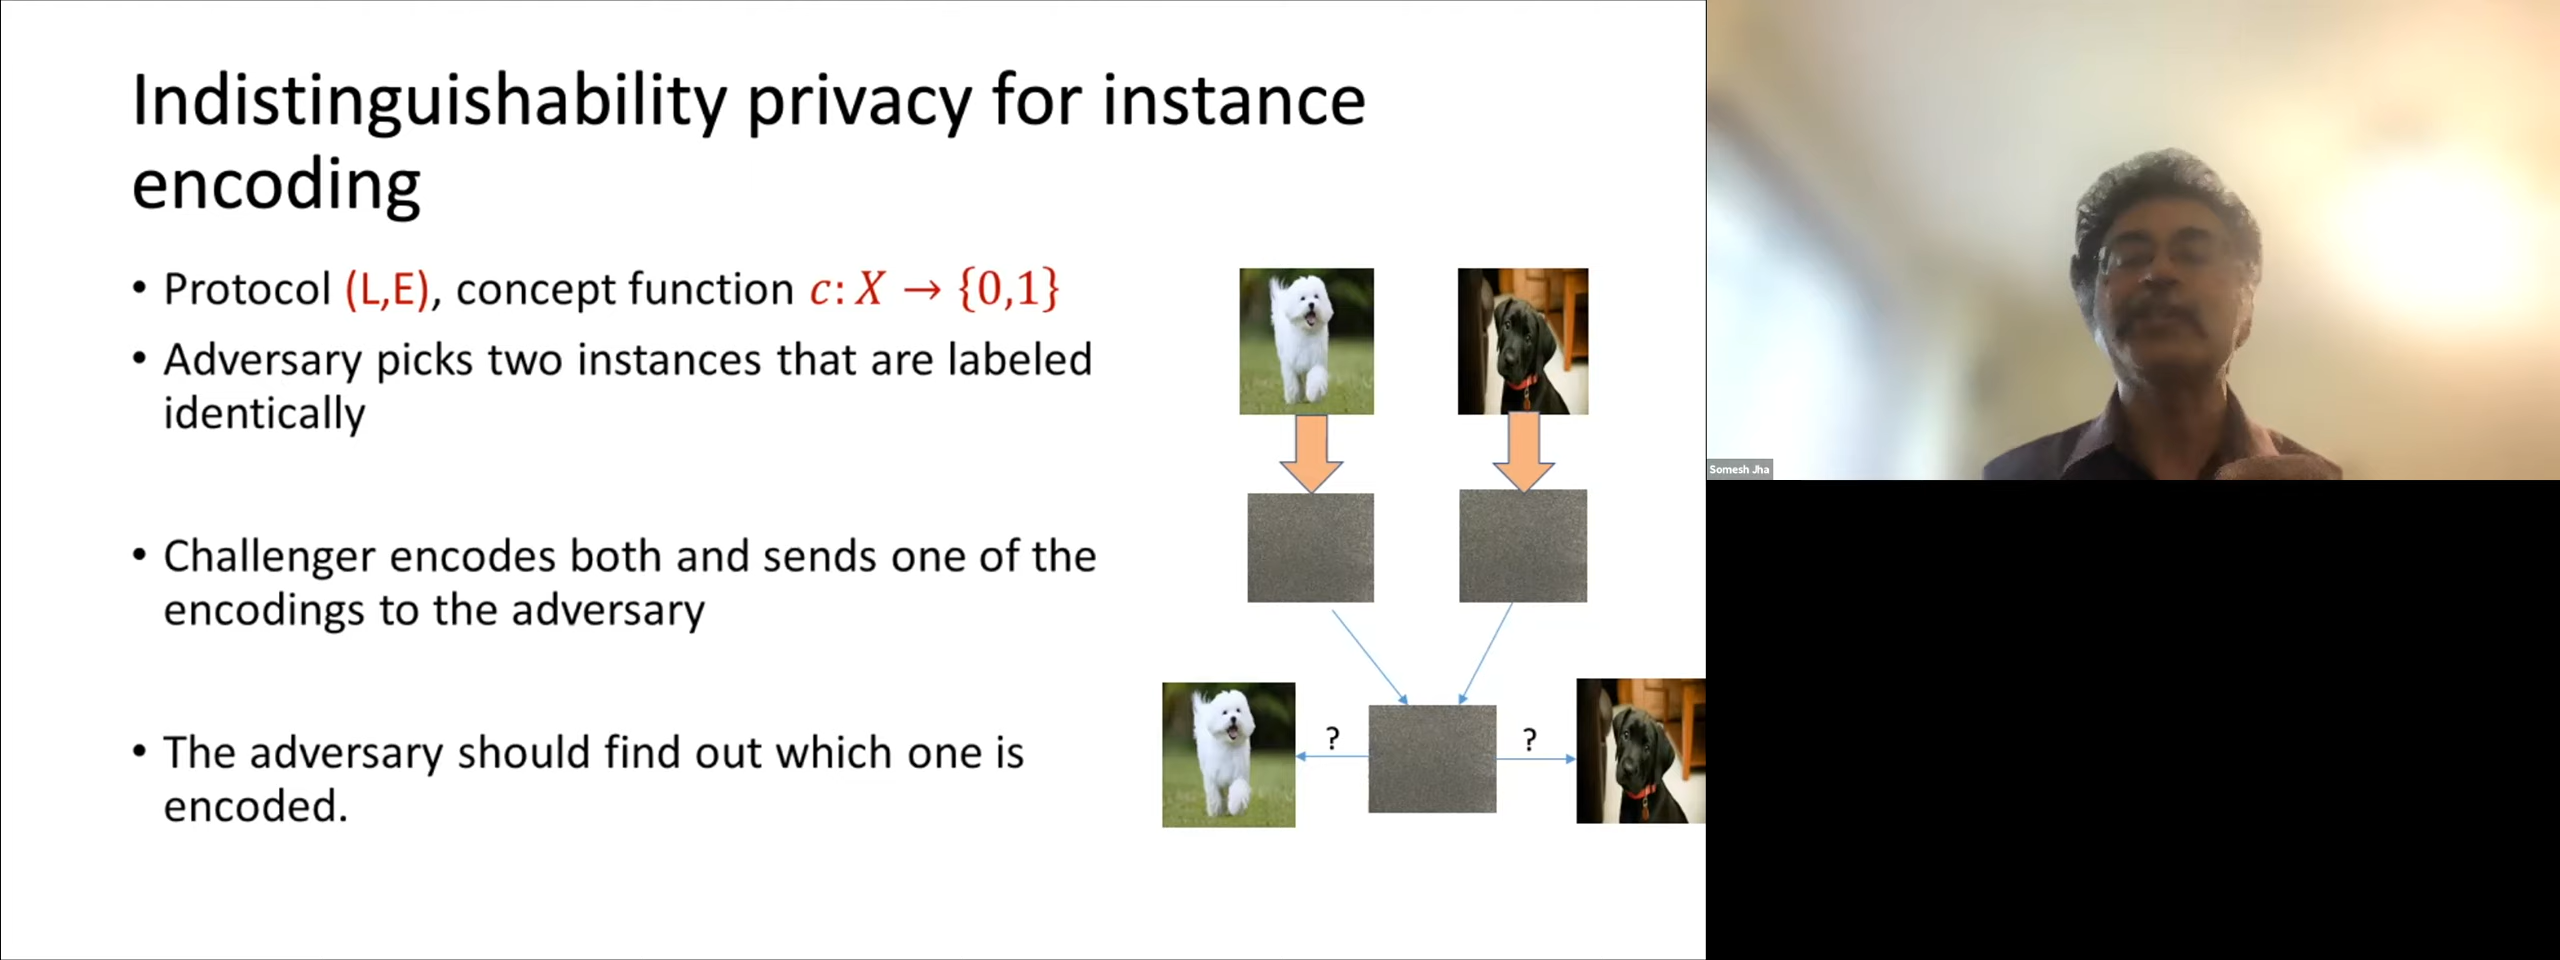 Indistinguishability privacy for instance
encoding
• Protocol (L,E), concept function c: X → {0,1}
• Adversary picks two instances that are labeled
identically
• Challenger encodes both and sends one of the
encodings to the adversary
• The adversary should find out which one is
encoded.
? ?
Somesh Jha